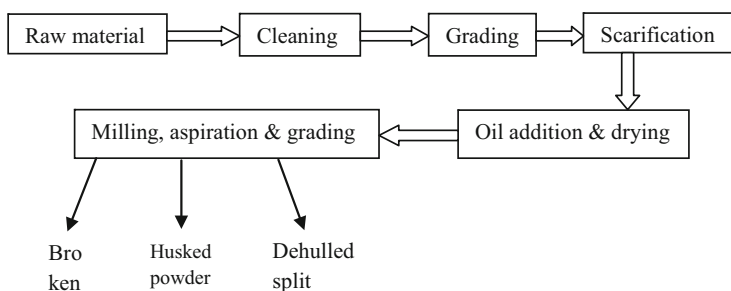 Raw material
Cleaning
Grading
Scarification
Milling, aspiration & grading
Oil addition & drying
Bro
ken
Husked
powder
Dehulled
split